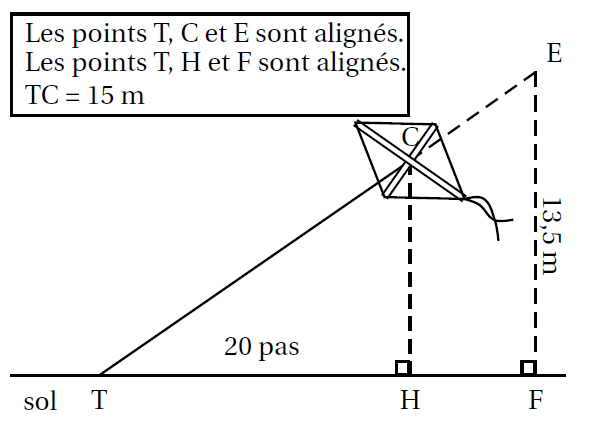 Les points T, C et E sont alignés.
Les points T, H et F sont alignés.
TC = 15 m
E
C
13,5 m
20 pas
sol T H F